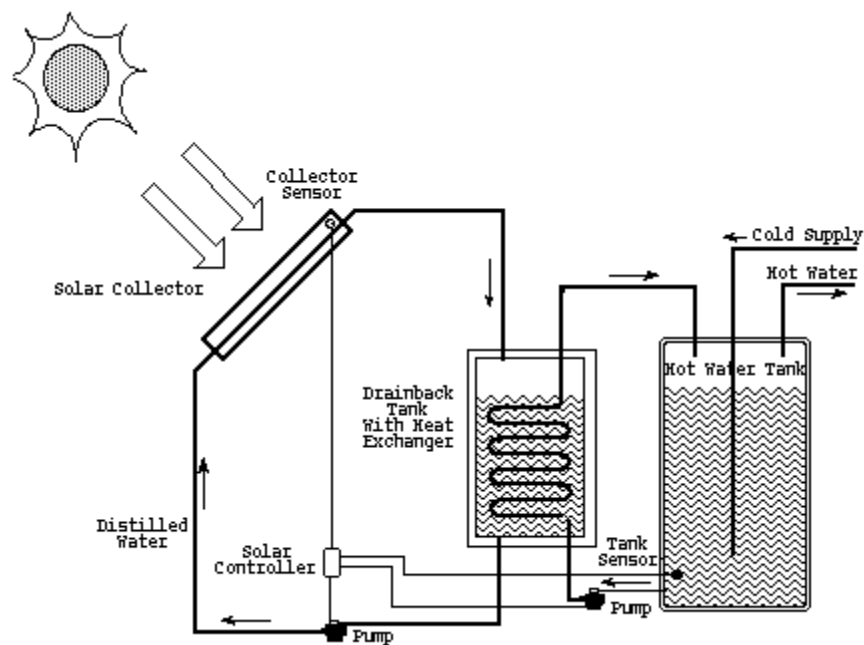 Collector
Sensor
Cold Supply
Hot Water
Solar Collector
Hot Water Tank
Drainback
Tank
With Heat
Exchanger
Distilled
Water
Solar
Controller
Tank
Sensor
Pump
Pump